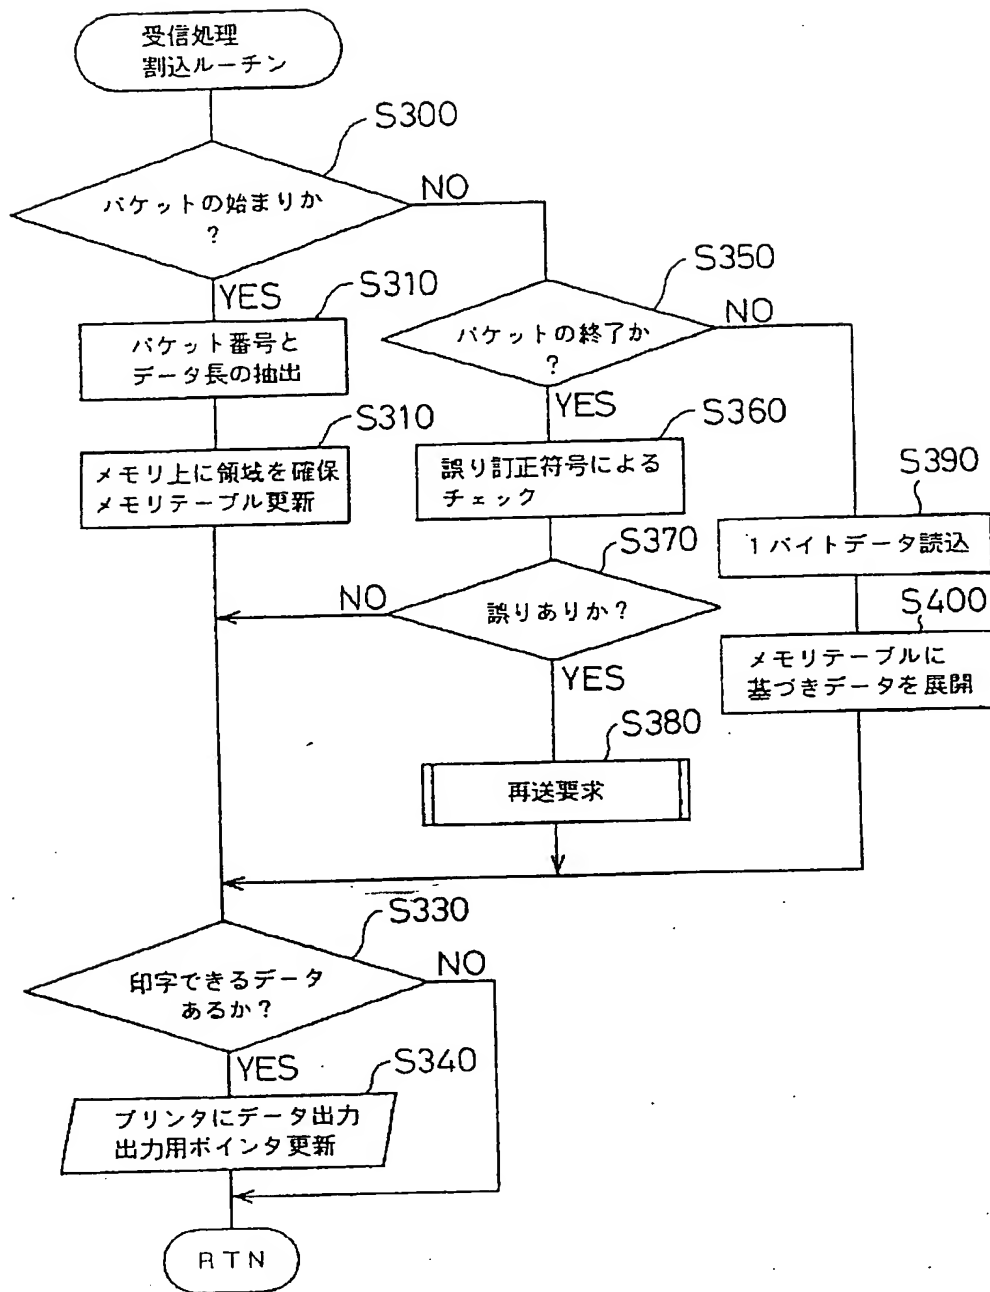 受信処理
割込ルーチン
S300
パケットの始まりか
?
NO
YES
S310
パケット番号と
データ長の抽出
S310
メモリ上に領域を確保
メモリテーブル更新
S350
パケットの終了か
?
NO
YES
S360
誤り訂正符号による
チェック
S370
誤りありか?
NO
YES
S380
再送要求
S390
1バイトデータ読込
S400
メモリテーブルに
基づきデータを展開
S330
印字できるデータ
あるか?
NO
YES
S340
プリンタにデータ出力
出力用ポインタ更新
RTN